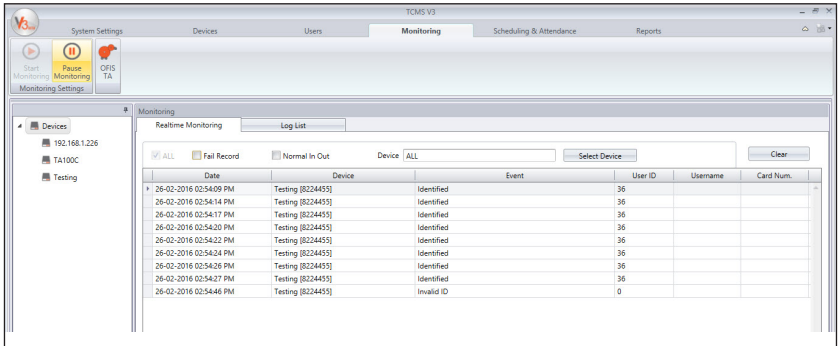 TCMS V3
V3
System Settings Devices Users Monitoring Scheduling & Attendance Reports
Start Monitoring Pause Monitoring OFIS TA
Monitoring Settings
Monitoring
Devices
192.168.1.226
TA100C
Testing
Realtime Monitoring Log List
ALL Fail Record Normal In Out Device ALL Select Device Clear
Date Device Event User ID Username Card Num.
26-02-2016 02:54:09 PM Testing [8224455] Identified 36
26-02-2016 02:54:14 PM Testing [8224455] Identified 36
26-02-2016 02:54:17 PM Testing [8224455] Identified 36
26-02-2016 02:54:20 PM Testing [8224455] Identified 36
26-02-2016 02:54:22 PM Testing [8224455] Identified 36
26-02-2016 02:54:24 PM Testing [8224455] Identified 36
26-02-2016 02:54:26 PM Testing [8224455] Identified 36
26-02-2016 02:54:27 PM Testing [8224455] Identified 36
26-02-2016 02:54:46 PM Testing [8224455] Invalid ID 0